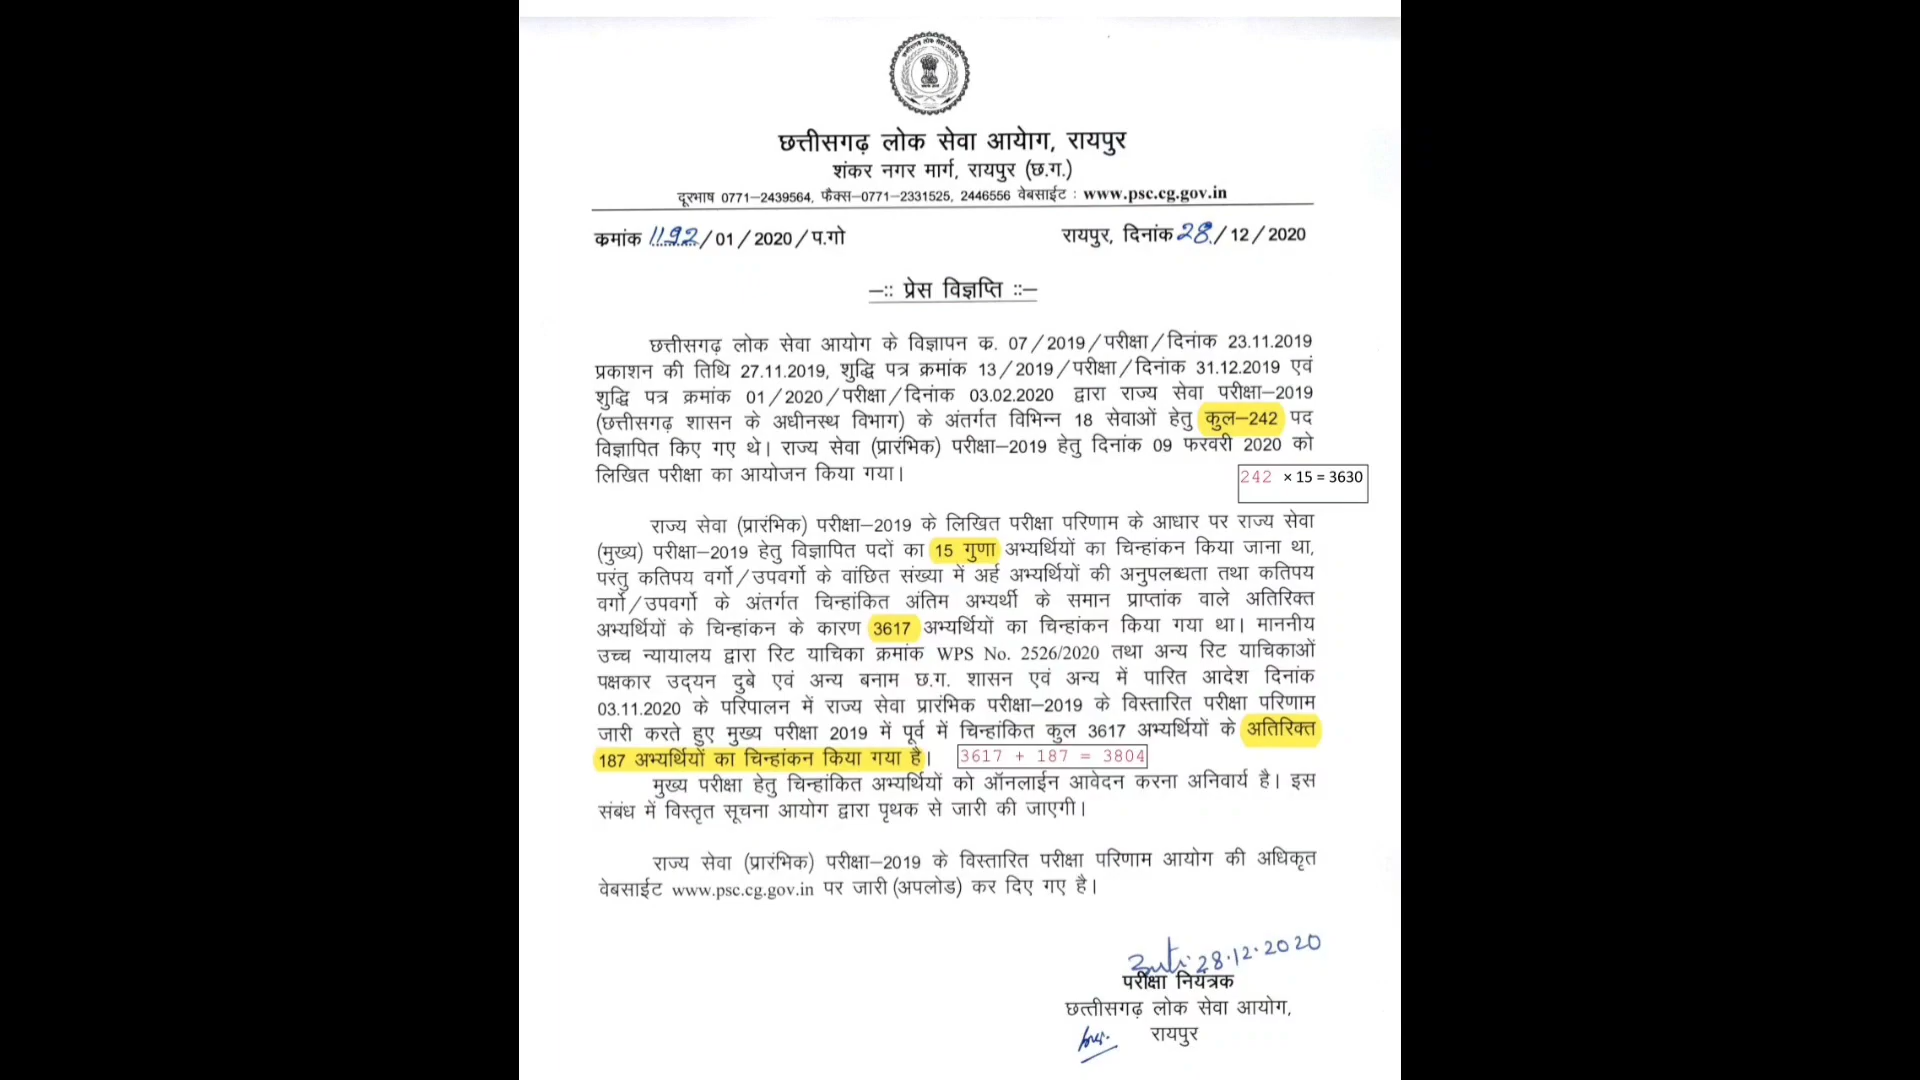 छत्तीसगढ़ लोक सेवा आयेाग, रायपुर
शंकर नगर मार्ग, रायपुर (छ.ग.)
दूरभाष 0771–2439564, फैक्स–0771–2331525, 2446556 वेबसाईट : www.psc.cg.gov.in
कमांक 1192/01/2020/प.गो
रायपुर, दिनांक 28/12/2020
–:: प्रेस विज्ञप्ति ::–
छत्तीसगढ़ लोक सेवा आयोग के विज्ञापन क. 07/2019/परीक्षा/दिनांक 23.11.2019
प्रकाशन की तिथि 27.11.2019, शुद्धि पत्र क्रमांक 13/2019/परीक्षा/दिनांक 31.12.2019 एवं
शुद्धि पत्र क्रमांक 01/2020/परीक्षा/दिनांक 03.02.2020 द्वारा राज्य सेवा परीक्षा–2019
(छत्तीसगढ़ शासन के अधीनस्थ विभाग) के अंतर्गत विभिन्न 18 सेवाओं हेतु कुल–242 पद
विज्ञापित किए गए थे। राज्य सेवा (प्रारंभिक) परीक्षा–2019 हेतु दिनांक 09 फरवरी 2020 को
लिखित परीक्षा का आयोजन किया गया।
242 × 15 = 3630
राज्य सेवा (प्रारंभिक) परीक्षा–2019 के लिखित परीक्षा परिणाम के आधार पर राज्य सेवा
(मुख्य) परीक्षा–2019 हेतु विज्ञापित पदों का 15 गुणा अभ्यर्थियों का चिन्हांकन किया जाना था,
परंतु कतिपय वर्गो/उपवर्गो के वांछित संख्या में अर्ह अभ्यर्थियों की अनुपलब्धता तथा कतिपय
वर्गो/उपवर्गो के अंतर्गत चिन्हांकित अंतिम अभ्यर्थी के समान प्राप्तांक वाले अतिरिक्त
अभ्यर्थियों के चिन्हांकन के कारण 3617 अभ्यर्थियों का चिन्हांकन किया गया था। माननीय
उच्च न्यायालय द्वारा रिट याचिका क्रमांक WPS No. 2526/2020 तथा अन्य रिट याचिकाओं
पक्षकार उद्यन दुबे एवं अन्य बनाम छ.ग. शासन एवं अन्य में पारित आदेश दिनांक
03.11.2020 के परिपालन में राज्य सेवा प्रारंभिक परीक्षा–2019 के विस्तारित परीक्षा परिणाम
जारी करते हुए मुख्य परीक्षा 2019 में पूर्व में चिन्हांकित कुल 3617 अभ्यर्थियों के अतिरिक्त
187 अभ्यर्थियों का चिन्हांकन किया गया है। 3617 + 187 = 3804
मुख्य परीक्षा हेतु चिन्हांकित अभ्यर्थियों को ऑनलाईन आवेदन करना अनिवार्य है। इस
संबंध में विस्तृत सूचना आयोग द्वारा पृथक से जारी की जाएगी।
राज्य सेवा (प्रारंभिक) परीक्षा–2019 के विस्तारित परीक्षा परिणाम आयोग की अधिकृत
वेबसाईट www.psc.cg.gov.in पर जारी (अपलोड) कर दिए गए है।
28.12.2020
परीक्षा नियंत्रक
छत्तीसगढ़ लोक सेवा आयोग,
रायपुर